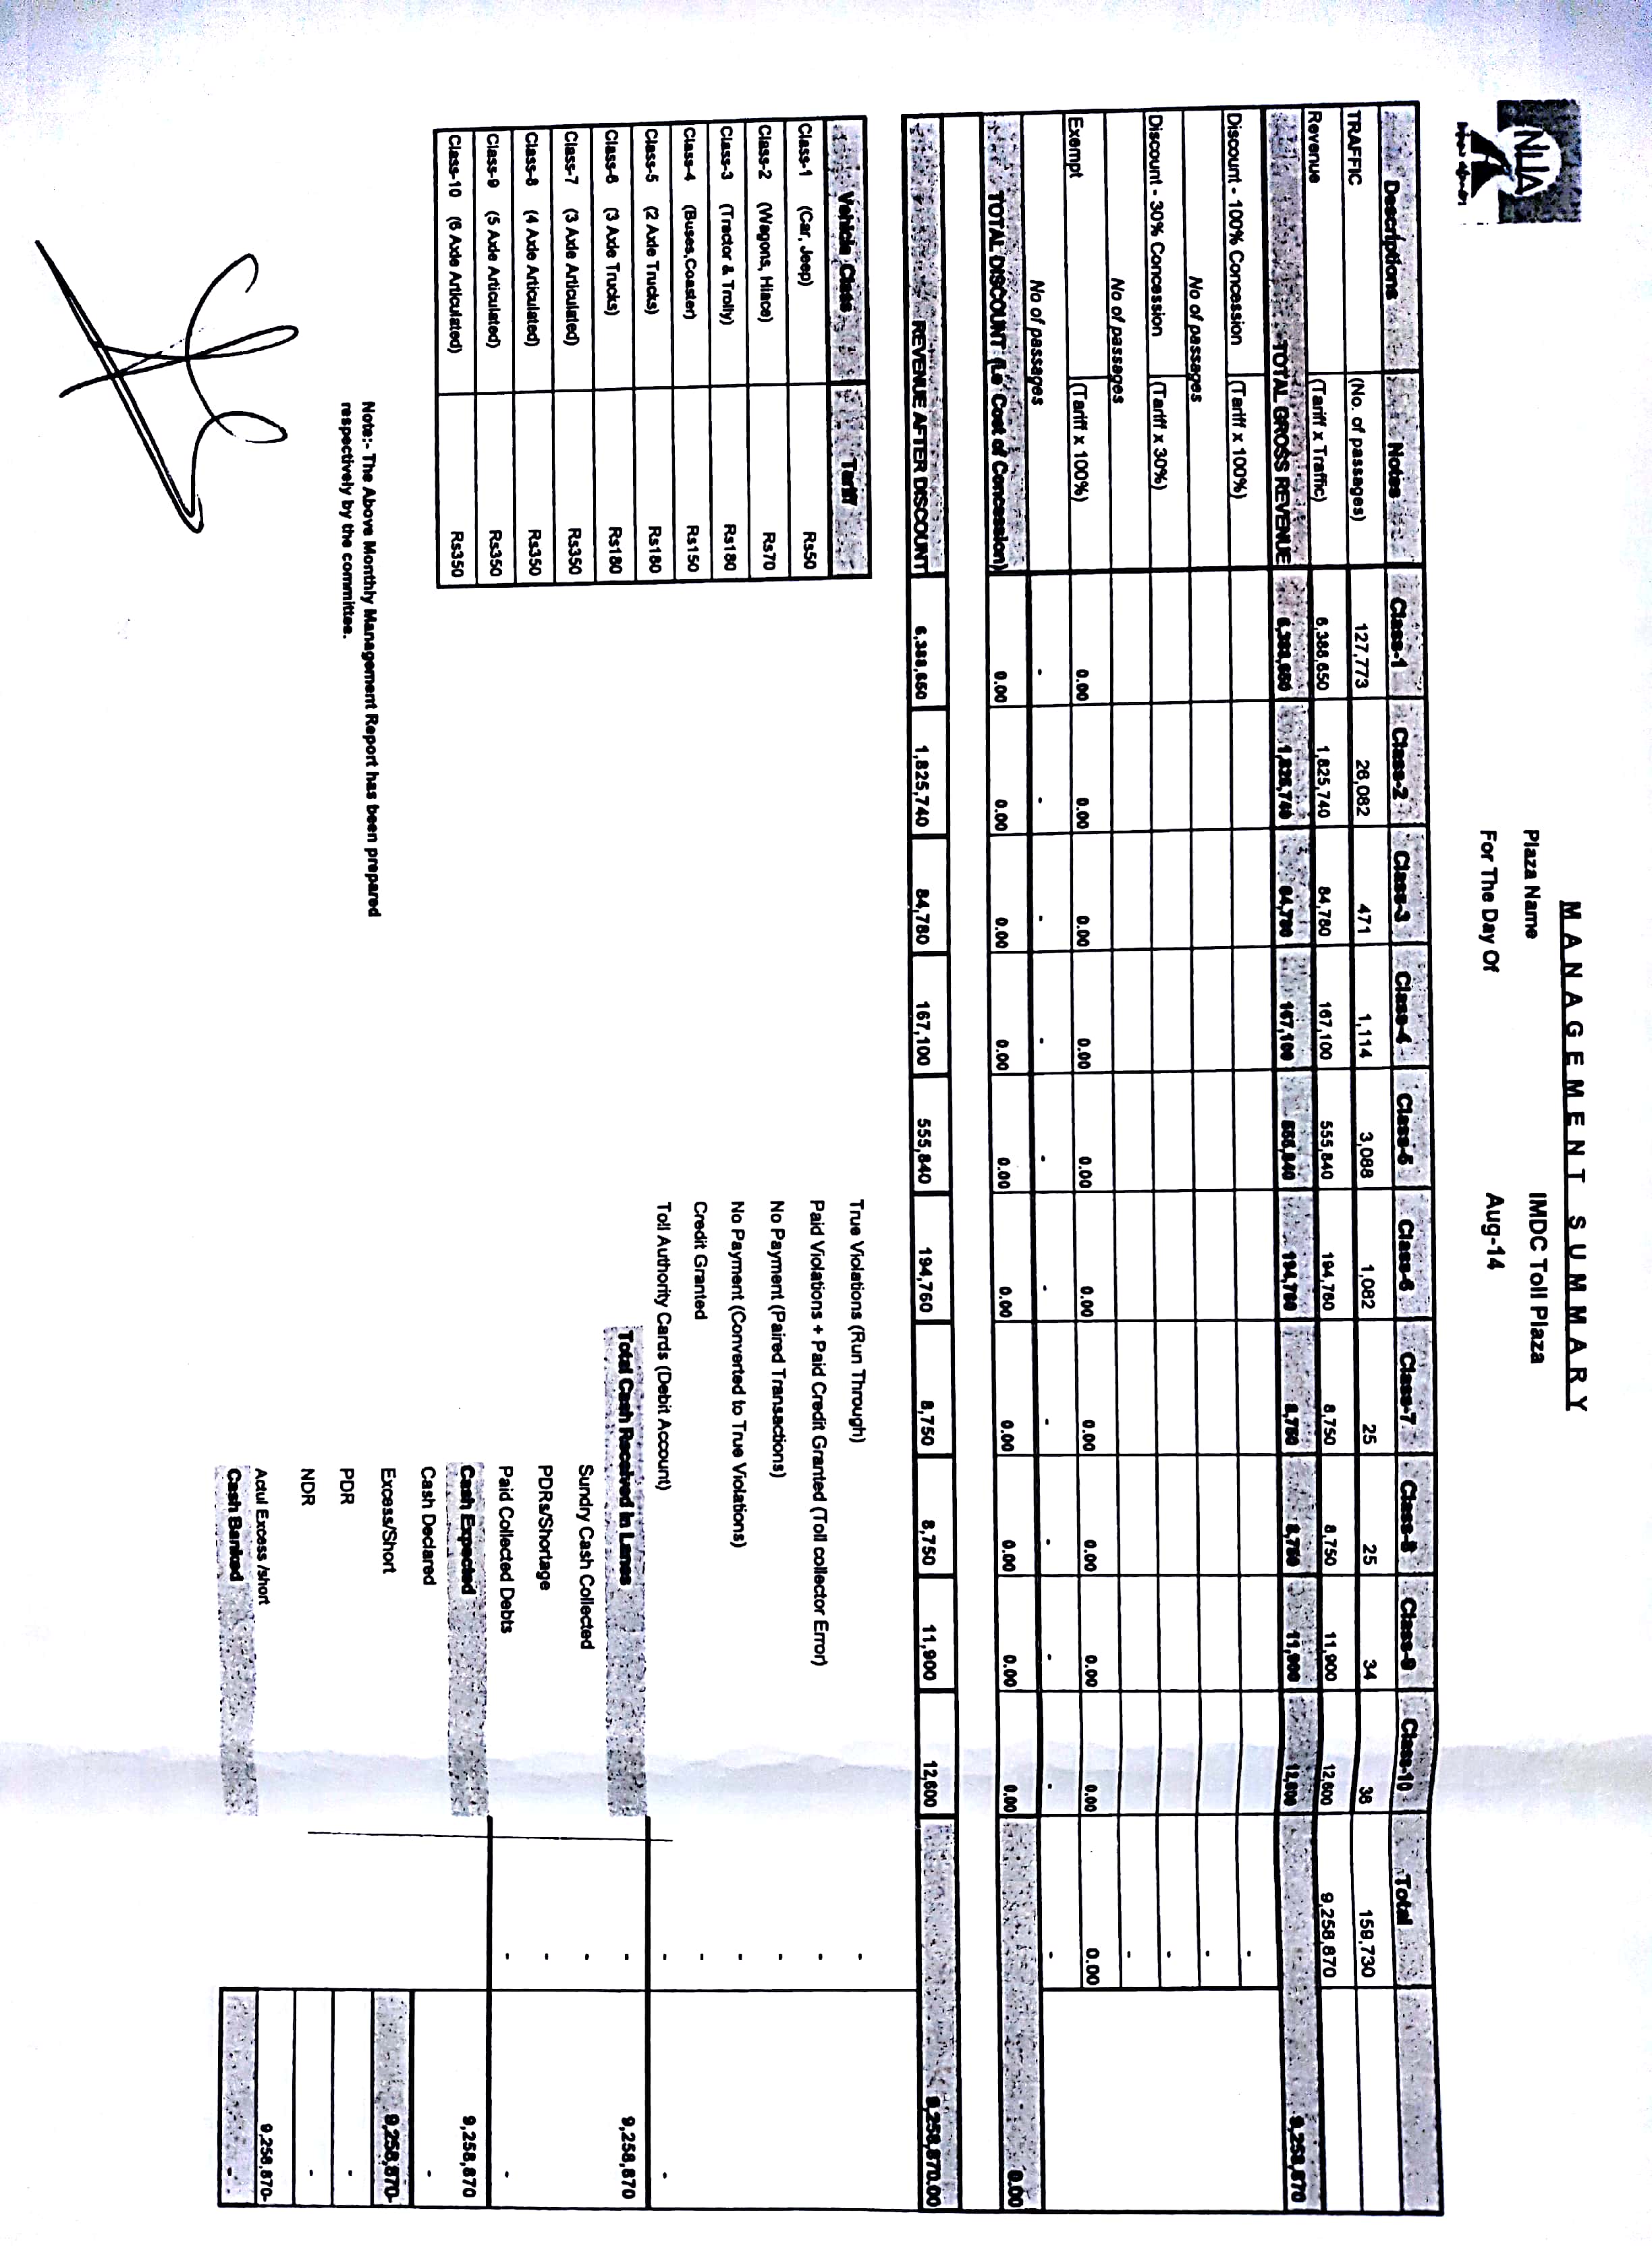 MANAGEMENT SUMMARY
NHA
Plaza Name IMDC Toll Plaza
For The Day Of Aug-14
Descriptions Notes Class-1 Class-2 Class-3 Class-4 Class-5 Class-6 Class-7 Class-8 Class-9 Class-10 Total
TRAFFIC (No. of passages) 127,773 26,082 471 1,114 3,088 1,082 25 25 34 36 159,730
Revenue (Tariff x Traffic) 6,388,650 1,825,740 84,780 167,100 555,840 194,760 8,750 8,750 11,900 12,600 9,258,870
TOTAL GROSS REVENUE 6,388,650 1,825,740 84,780 167,100 555,840 194,760 8,750 8,750 11,900 12,600 9,258,870
Discount - 100% Concession (Tariff x 100%) -
No of passages -
Discount - 30% Concession (Tariff x 30%) -
No of passages -
Exempt (Tariff x 100%) 0.00 0.00 0.00 0.00 0.00 0.00 0.00 0.00 0.00 0.00 0.00
No of passages - - - - - - - - - - -
TOTAL DISCOUNT (I.e Cost of Concession) 0.00 0.00 0.00 0.00 0.00 0.00 0.00 0.00 0.00 0.00 0.00
REVENUE AFTER DISCOUNT 6,388,650 1,825,740 84,780 167,100 555,840 194,760 8,750 8,750 11,900 12,600 9,258,870.00
Vehicle Class Tariff
Class-1 (Car, Jeep) Rs50
Class-2 (Wagons, Hiace) Rs70
Class-3 (Tractor & Trolly) Rs180
Class-4 (Buses,Coaster) Rs150
Class-5 (2 Axle Trucks) Rs180
Class-6 (3 Axle Trucks) Rs180
Class-7 (3 Axle Articulated) Rs350
Class-8 (4 Axle Articulated) Rs350
Class-9 (5 Axle Articulated) Rs350
Class-10 (6 Axle Articulated) Rs350
True Violations (Run Through) -
Paid Violations + Paid Credit Granted (Toll collector Error) -
No Payment (Paired Transactions) -
No Payment (Converted to True Violations) -
Credit Granted -
Toll Authority Cards (Debit Account) - -
Total Cash Received in Lanes - 9,258,870
Sundry Cash Collected -
PDRs/Shortage -
Paid Collected Debts - -
Cash Expected 9,258,870
Cash Declared -
Excess/Short 9,258,870-
PDR -
NDR -
Actul Excess /short 9,258,870-
Cash Banked -
Note:- The Above Monthly Management Report has been prepared
respectively by the committee.